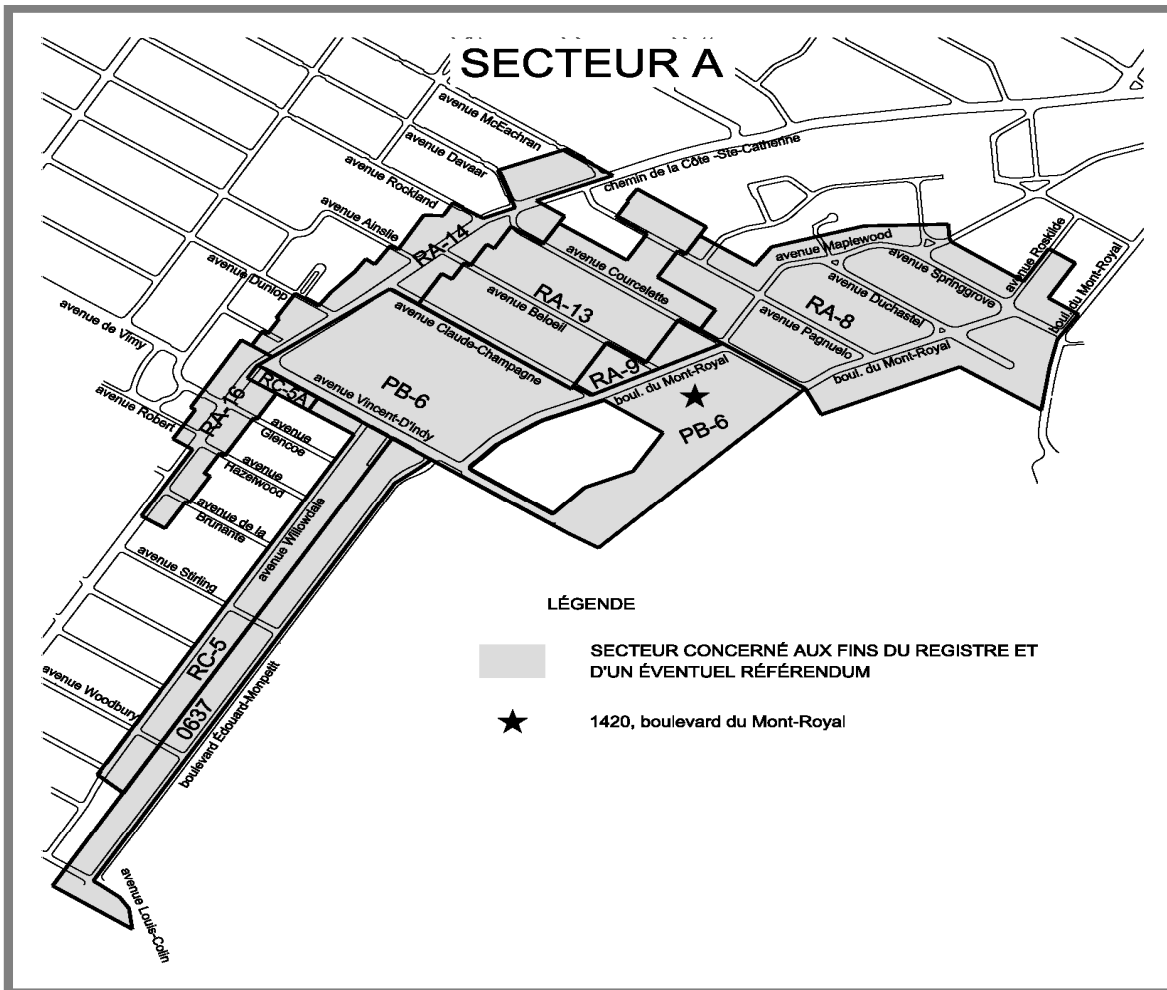 SECTEUR A
avenue McEachran
avenue Davaar
avenue Rockland
chemin de la Côte -Ste-Catherine
avenue Ainslie
RA-14
avenue Maplewood
avenue Roskilde
avenue Springgrove
boul. du Mont-Royal
avenue Dunlop
avenue Courcelette
RA-13
avenue Duchastel
RA-8
avenue Beloeil
avenue Pagnuelo
avenue de Vimy
avenue Claude-Champagne
boul. du Mont-Royal
RA-9
boul. du Mont-Royal
RC-5A
PB-6
avenue Vincent-D'Indy
PB-6
avenue Robert
RA-16
avenue
Glencoe
avenue
Hazelwood
avenue de la
Brunante
avenue Willowdale
avenue Stirling
LÉGENDE
SECTEUR CONCERNÉ AUX FINS DU REGISTRE ET
D'UN ÉVENTUEL RÉFÉRENDUM
1420, boulevard du Mont-Royal
RC-5
avenue Woodbury
0637
boulevard Édouard-Monpetit
avenue Louis-Colin